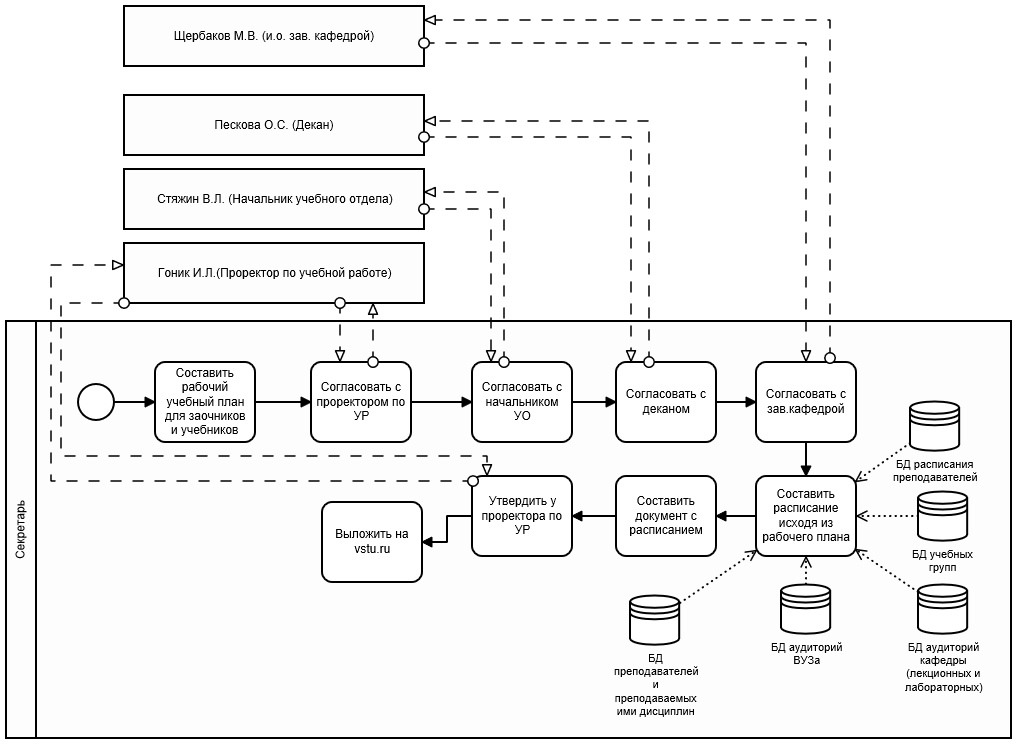 Щербаков М.В. (и.о. зав. кафедрой)
Пескова О.С. (Декан)
Стяжин В.Л. (Начальник учебного отдела)
Гоник И.Л.(Проректор по учебной работе)
Секретарь
Составить
рабочий
учебный план
для заочников
и учебников
Согласовать с
проректором по
УР
Согласовать с
начальником
УО
Согласовать с
деканом
Согласовать с
зав.кафедрой
БД расписания
преподавателей
Выложить на
vstu.ru
Утвердить у
проректора по
УР
Составить
документ с
расписанием
Составить
расписание
исходя из
рабочего плана
БД учебных
групп
БД
преподавателей
и
преподаваемых
ими дисциплин
БД аудиторий
ВУЗа
БД аудиторий
кафедры
(лекционных и
лабораторных)